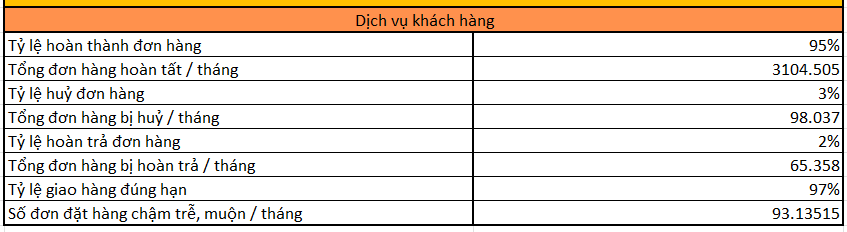 Dịch vụ khách hàng
Tỷ lệ hoàn thành đơn hàng 95%
Tổng đơn hàng hoàn tất / tháng 3104.505
Tỷ lệ huỷ đơn hàng 3%
Tổng đơn hàng bị huỷ / tháng 98.037
Tỷ lệ hoàn trả đơn hàng 2%
Tổng đơn hàng bị hoàn trả / tháng 65.358
Tỷ lệ giao hàng đúng hạn 97%
Số đơn đặt hàng chậm trễ, muộn / tháng 93.13515